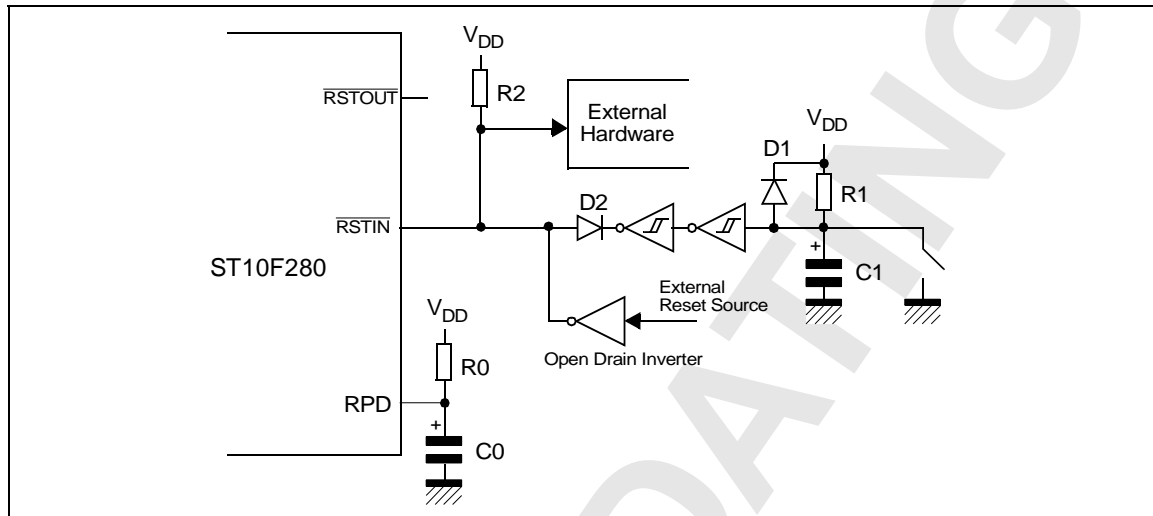 VDD
R2
RSTOUT
External
Hardware
VDD
D1
R1
D2
RSTIN
+
C1
ST10F280
External
Reset Source
VDD
Open Drain Inverter
R0
RPD
+
C0
DATING